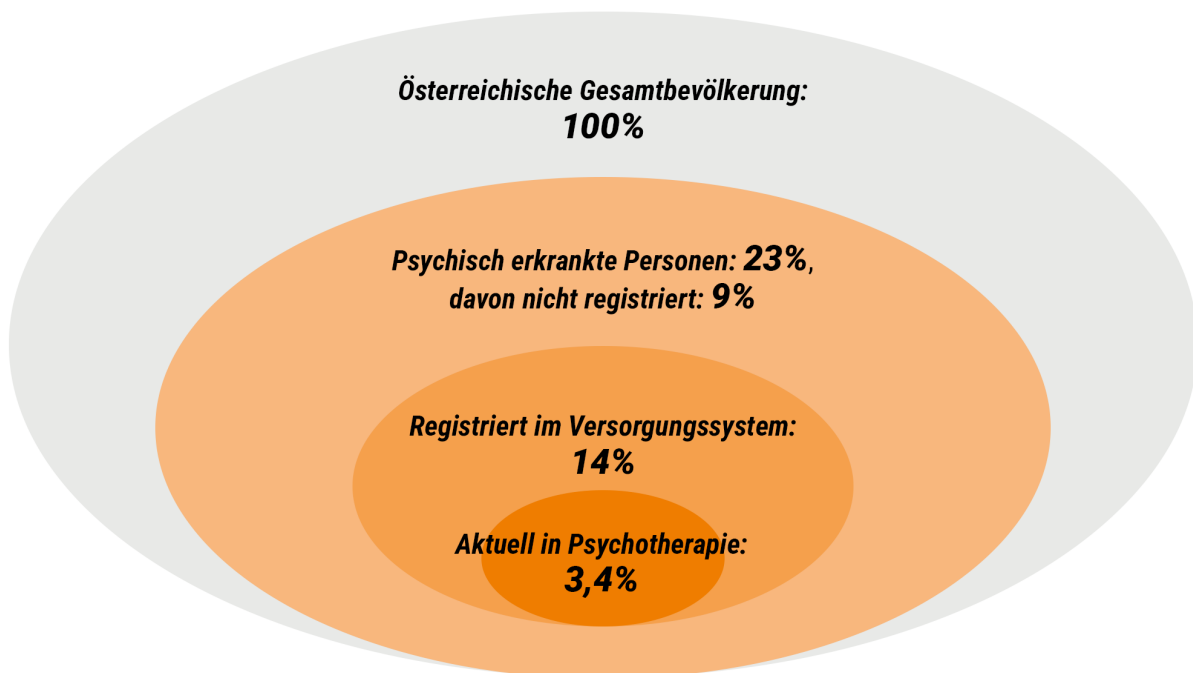 Österreichische Gesamtbevölkerung:
100%
Psychisch erkrankte Personen: 23%,
davon nicht registriert: 9%
Registriert im Versorgungssystem:
14%
Aktuell in Psychotherapie:
3,4%